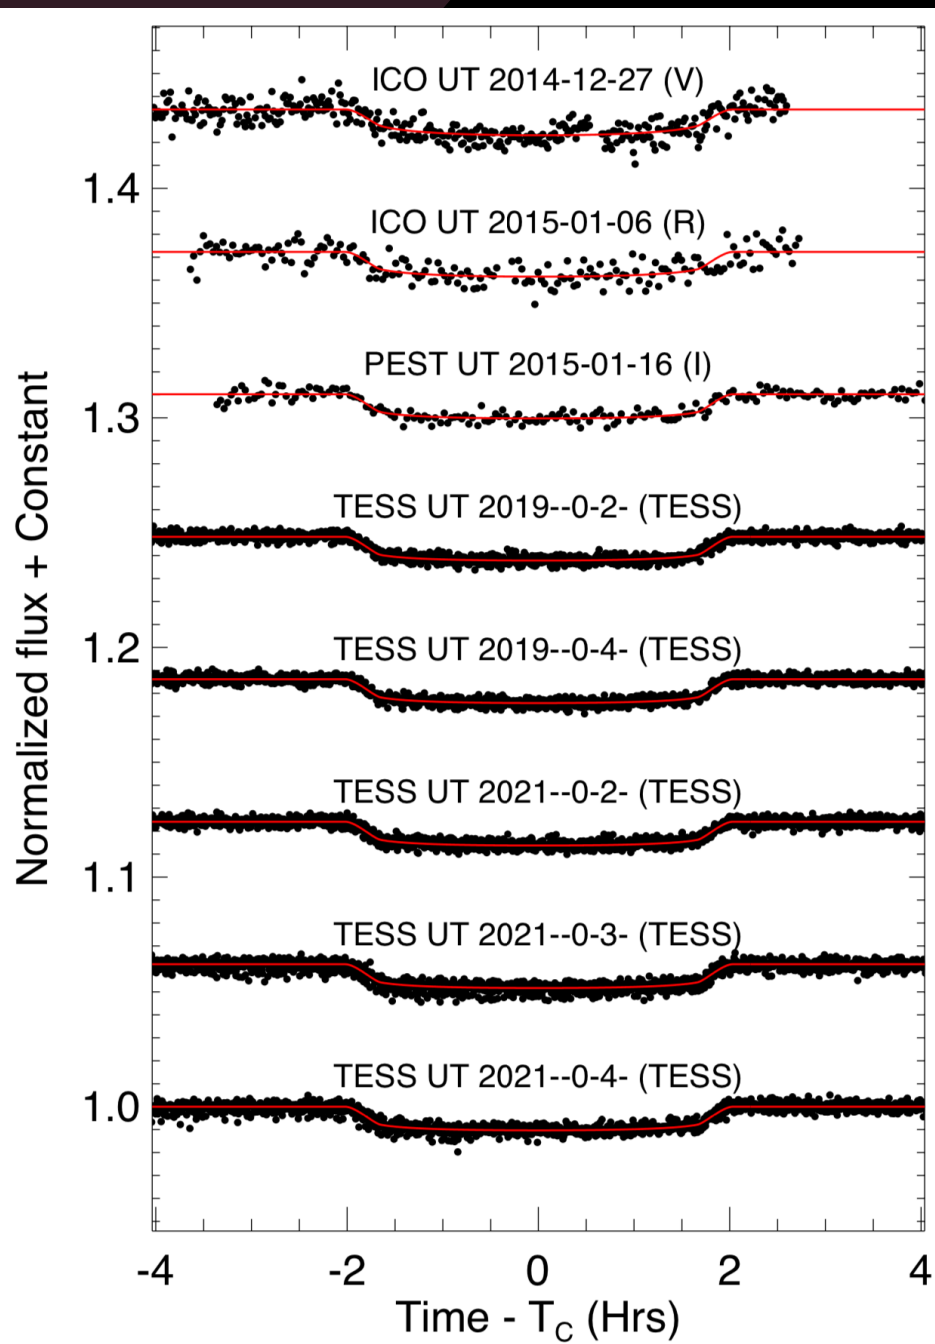 ICO UT 2014-12-27 (V)
1.4
ICO UT 2015-01-06 (R)
PEST UT 2015-01-16 (I)
1.3
TESS UT 2019--0-2- (TESS)
1.2
TESS UT 2019--0-4- (TESS)
TESS UT 2021--0-2- (TESS)
1.1
TESS UT 2021--0-3- (TESS)
TESS UT 2021--0-4- (TESS)
1.0
Normalized flux + Constant
-4 -2 0 2 4
Time - T_C (Hrs)